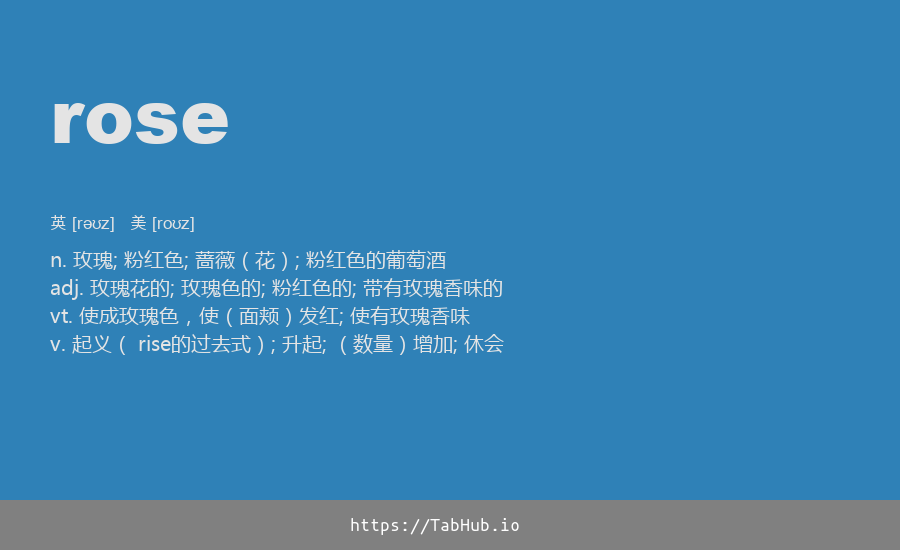 rose
英 [rəʊz] 美 [roʊz]
n. 玫瑰; 粉红色; 蔷薇（花）; 粉红色的葡萄酒
adj. 玫瑰花的; 玫瑰色的; 粉红色的; 带有玫瑰香味的
vt. 使成玫瑰色，使（面颊）发红; 使有玫瑰香味
v. 起义（ rise的过去式）; 升起; （数量）增加; 休会
https://TabHub.io